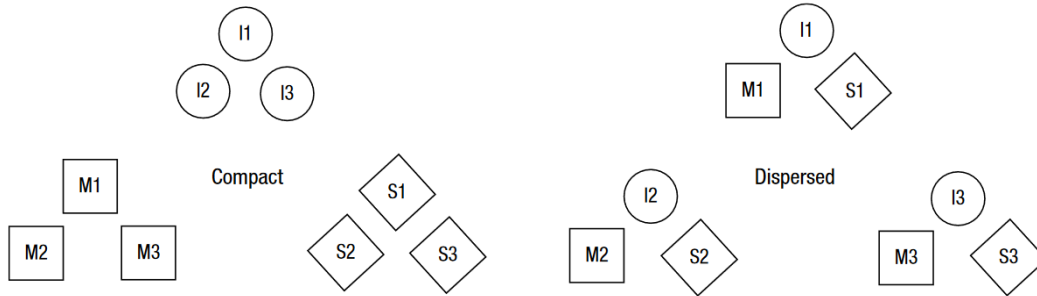 I1
I2
I3
Compact
M1
M2
M3
S1
S2
S3
I1
M1
S1
Dispersed
I2
M2
S2
I3
M3
S3